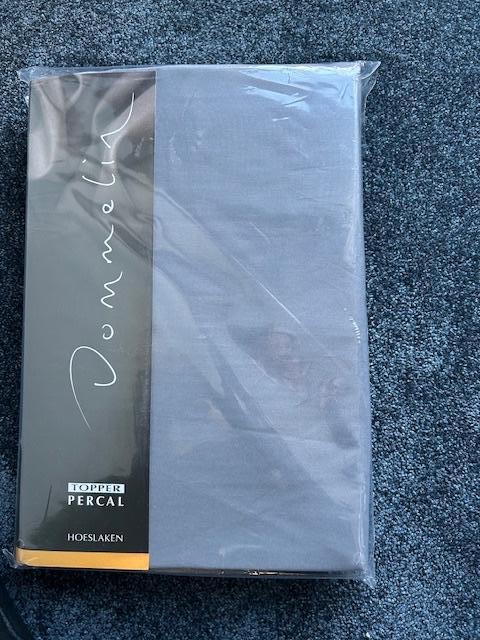 Dommelin
TOPPER
PERCAL
HOESLAKEN